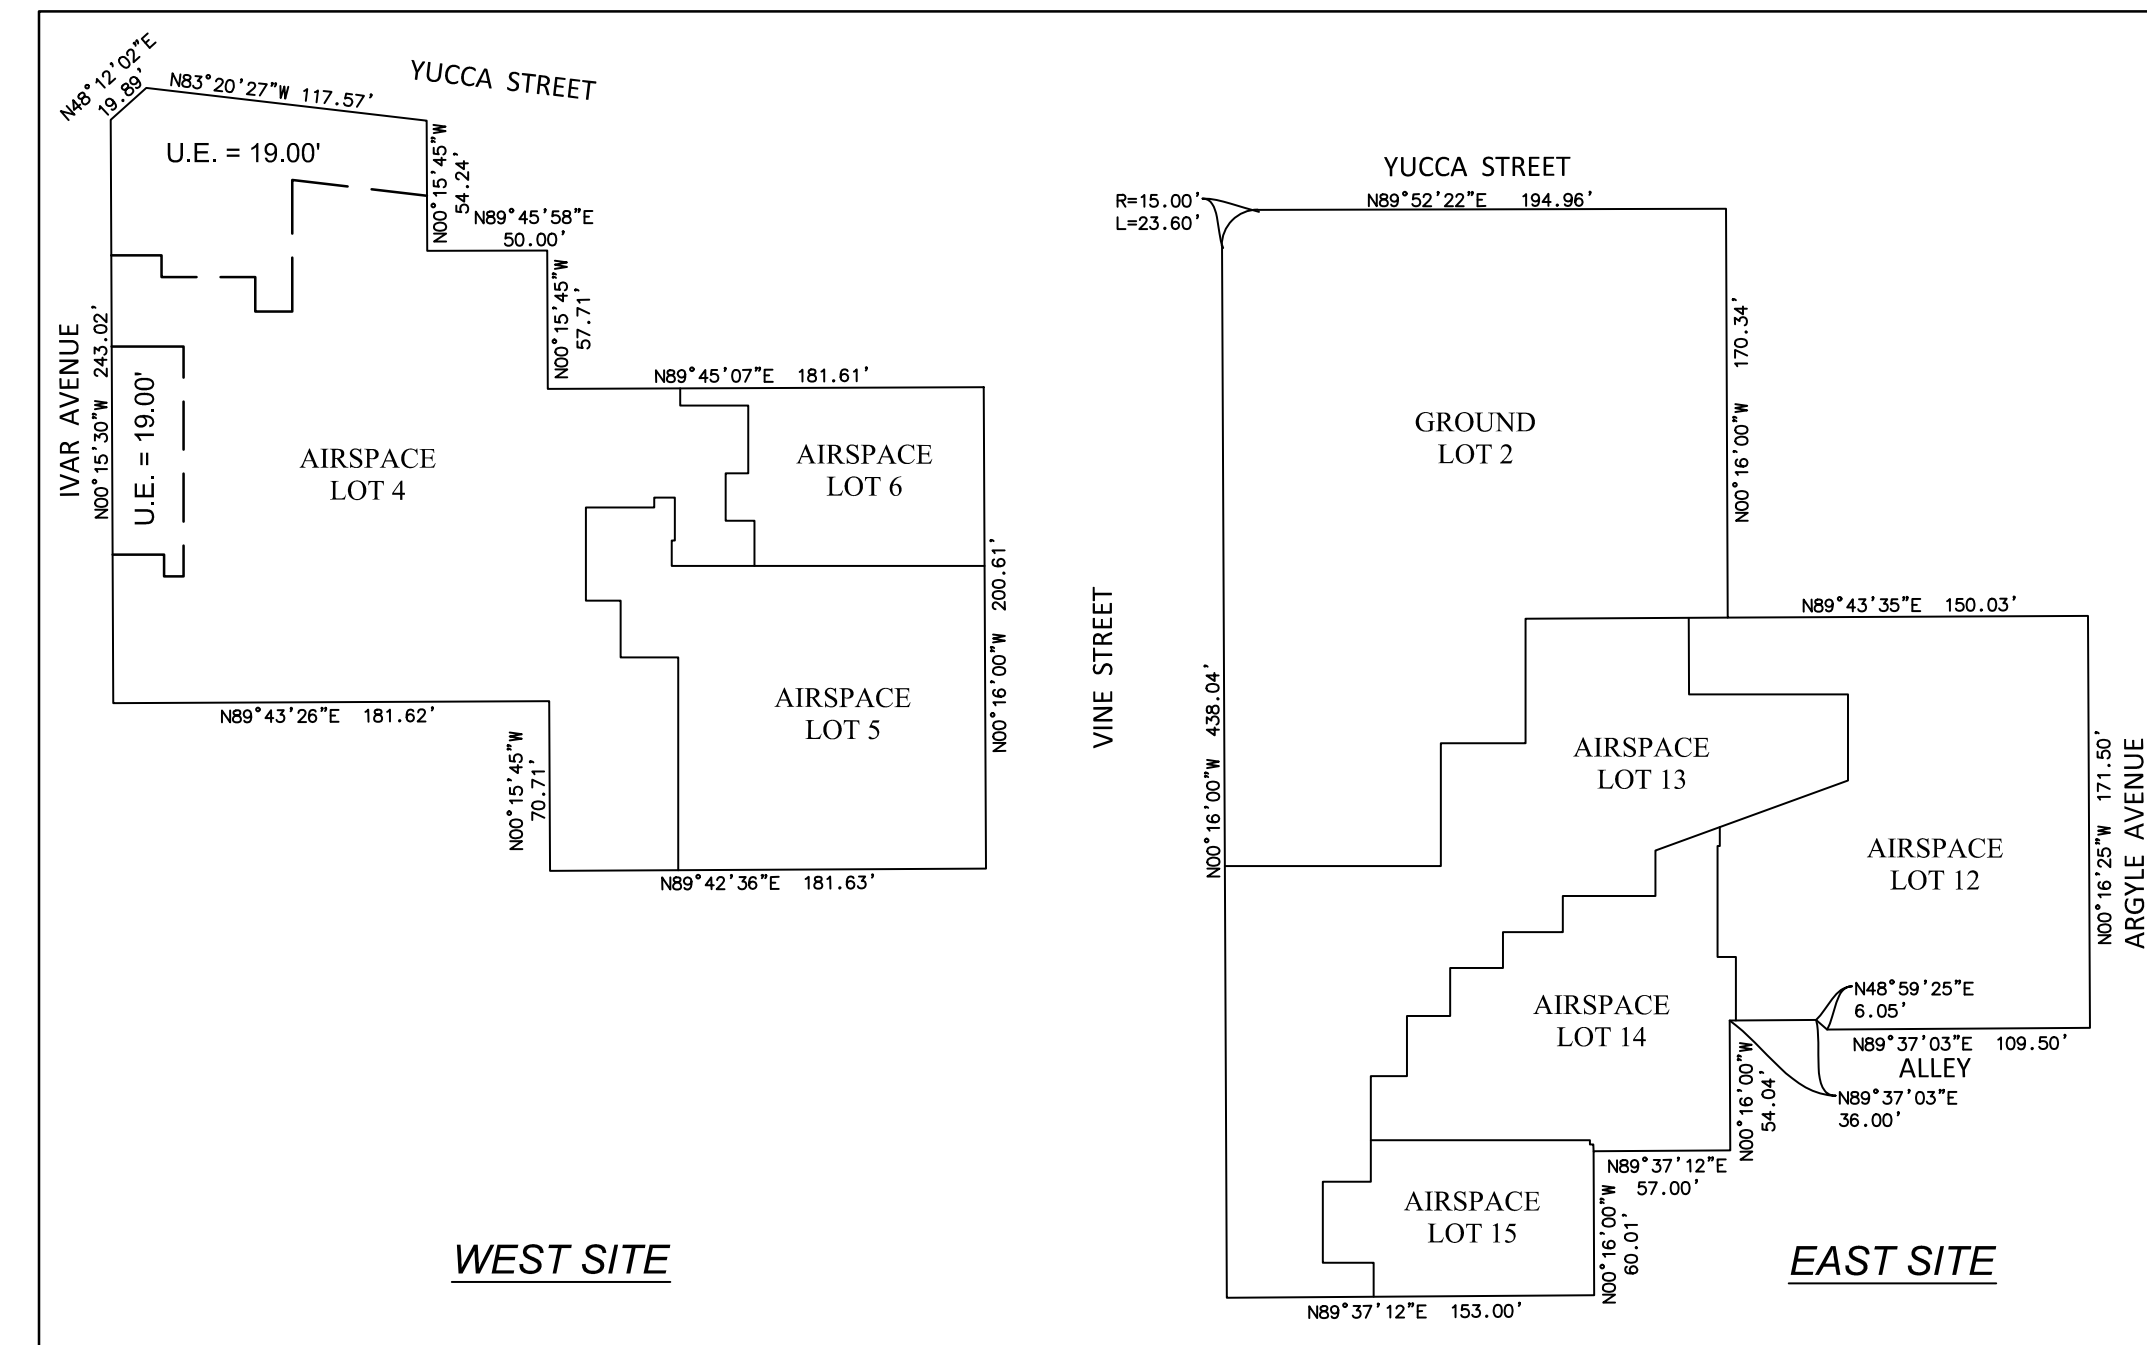 N48°12'02"E
19.89'
N83°20'27"W 117.57'
YUCCA STREET
U.E. = 19.00'
N00°15'45"W
54.24'
N89°45'58"E
50.00'
N00°15'45"W
57.71'
IVAR AVENUE
N00°15'30"W 243.02'
U.E. = 19.00'
N89°45'07"E 181.61'
AIRSPACE
LOT 4
AIRSPACE
LOT 6
N00°16'00"W 200.61'
AIRSPACE
LOT 5
N89°43'26"E 181.62'
N00°15'45"W
70.71'
N89°42'36"E 181.63'
WEST SITE
YUCCA STREET
R=15.00'
L=23.60'
N89°52'22"E 194.96'
N00°16'00"W 170.34'
GROUND
LOT 2
VINE STREET
N00°16'00"W 438.04'
N89°43'35"E 150.03'
AIRSPACE
LOT 13
AIRSPACE
LOT 12
N00°16'25"W 171.50'
ARGYLE AVENUE
AIRSPACE
LOT 14
N48°59'25"E
6.05'
N89°37'03"E 109.50'
ALLEY
N89°37'03"E
36.00'
N00°16'00"W
54.04'
N89°37'12"E
57.00'
AIRSPACE
LOT 15
N00°16'00"W
60.01'
N89°37'12"E 153.00'
EAST SITE